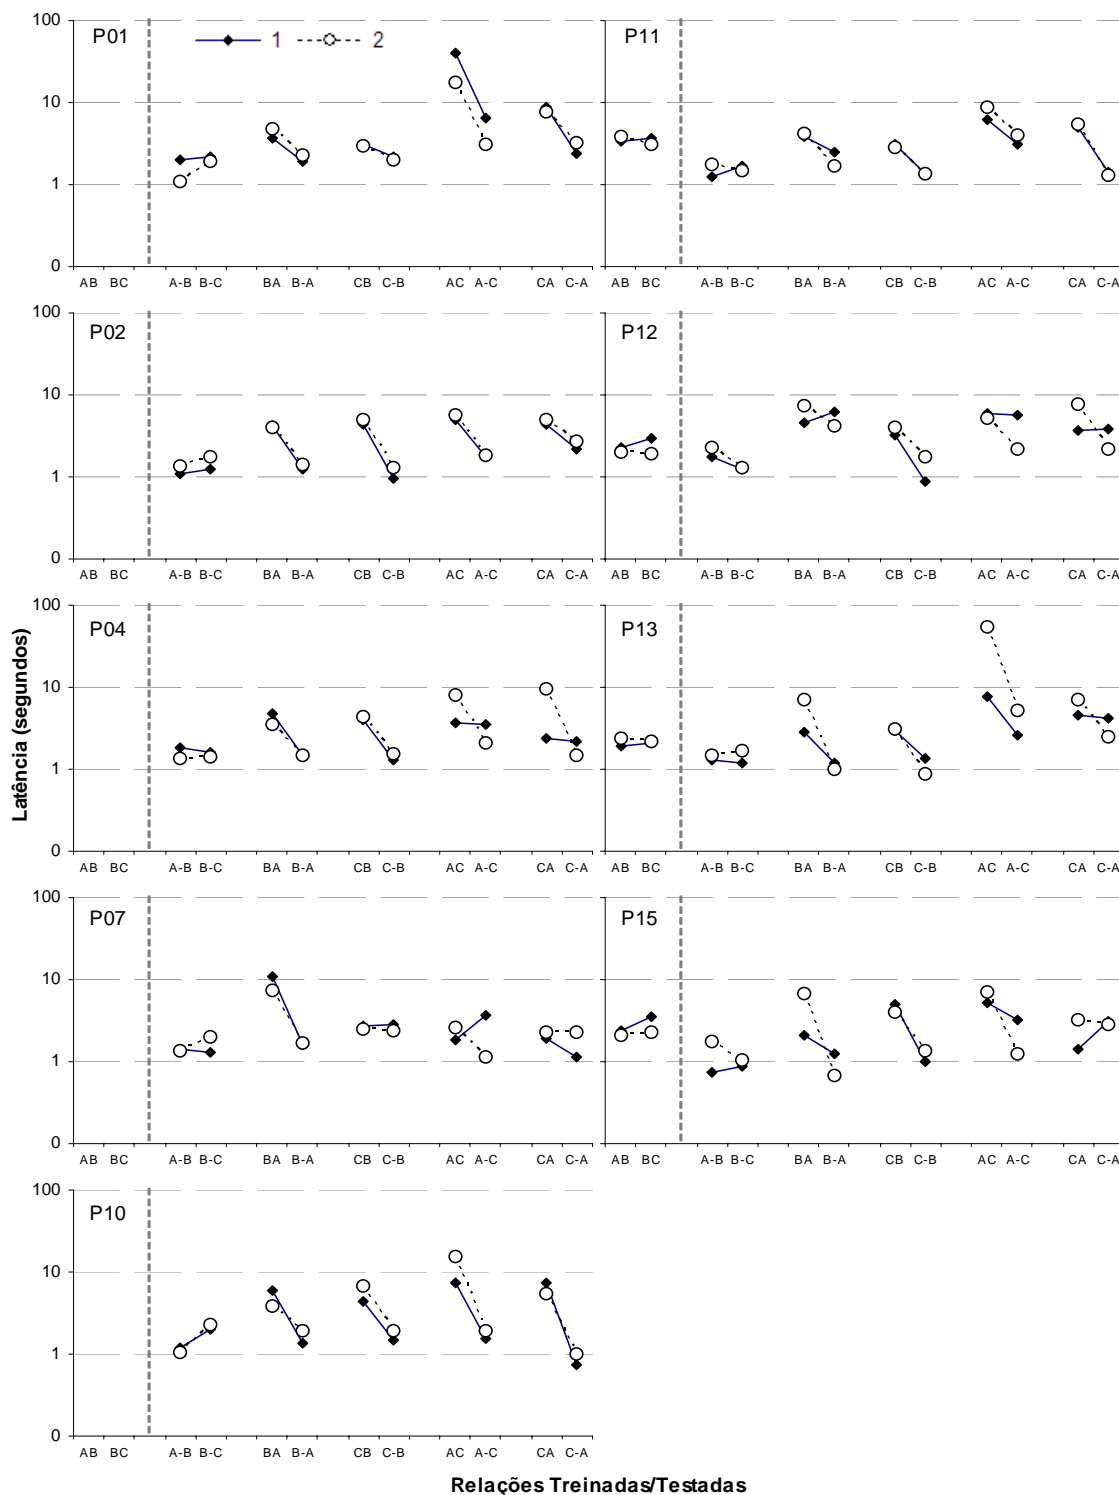 P01 1 2 P11
100
10
1
0
AB BC A-B B-C BA B-A CB C-B AC A-C CA C-A AB BC A-B B-C BA B-A CB C-B AC A-C CA C-A
P02 P12
100
10
1
0
AB BC A-B B-C BA B-A CB C-B AC A-C CA C-A AB BC A-B B-C BA B-A CB C-B AC A-C CA C-A
Latência (segundos)
P04 P13
100
10
1
0
AB BC A-B B-C BA B-A CB C-B AC A-C CA C-A AB BC A-B B-C BA B-A CB C-B AC A-C CA C-A
P07 P15
100
10
1
0
AB BC A-B B-C BA B-A CB C-B AC A-C CA C-A AB BC A-B B-C BA B-A CB C-B AC A-C CA C-A
P10
100
10
1
0
AB BC A-B B-C BA B-A CB C-B AC A-C CA C-A
Relações Treinadas/Testadas